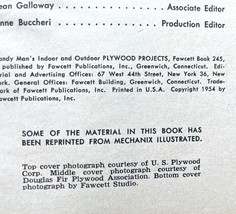 ean Galloway . . . . . . . . Associate Editor
nne Buccheri . . . . . . . Production Editor
andy Man's Indoor and Outdoor PLYWOOD PROJECTS, Fawcett Book 245,
published by Fawcett Publications, Inc., Greenwich, Connecticut. Edi-
rial and Advertising Offices: 67 West 44th Street, New York 36, New
York. General Offices: Fawcett Building, Greenwich, Connecticut. Trade-
mark of Fawcett Publications, Inc. Printed in U.S.A. Copyright 1954 by
Fawcett Publications, Inc.
SOME OF THE MATERIAL IN THIS BOOK HAS
BEEN REPRINTED FROM MECHANIX ILLUSTRATED.
Top cover photograph courtesy of U. S. Plywood
Corp. Middle cover photograph courtesy of
Douglas Fir Plywood Association. Bottom cover
photograph by Fawcett Studio.